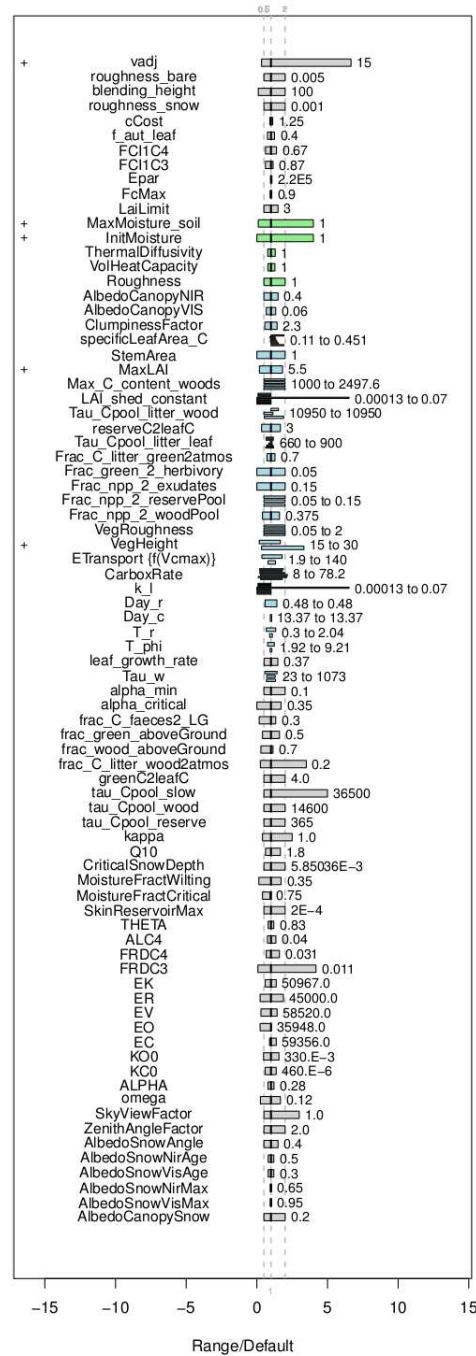 0.5 2
+ vadj 15
roughness_bare 0.005
blending_height 100
roughness_snow 0.001
cCost 1.25
f_aut_leaf 0.4
FCI1C4 0.67
FCI1C3 0.87
Epar 2.2E5
FcMax 0.9
LaiLimit 3
+ MaxMoisture_soil 1
+ InitMoisture 1
ThermalDiffusivity 1
VolHeatCapacity 1
Roughness 1
AlbedoCanopyNIR 0.4
AlbedoCanopyVIS 0.06
ClumpinessFactor 2.3
specificLeafArea_C 0.11 to 0.451
StemArea 1
+ MaxLAI 5.5
Max_C_content_woods 1000 to 2497.6
LAI_shed_constant 0.00013 to 0.07
Tau_Cpool_litter_wood 10950 to 10950
reserveC2leafC 3
Tau_Cpool_litter_leaf 660 to 900
Frac_C_litter_green2atmos 0.7
Frac_green_2_herbivory 0.05
Frac_npp_2_exudates 0.15
Frac_npp_2_reservePool 0.05 to 0.15
Frac_npp_2_woodPool 0.375
VegRoughness 0.05 to 2
+ VegHeight 15 to 30
ETransport {f(Vcmax)} 1.9 to 140
CarboxRate 8 to 78.2
k_l 0.00013 to 0.07
Day_r 0.48 to 0.48
Day_c 13.37 to 13.37
T_r 0.3 to 2.04
T_phi 1.92 to 9.21
leaf_growth_rate 0.37
Tau_w 23 to 1073
alpha_min 0.1
alpha_critical 0.35
frac_C_faeces2_LG 0.3
frac_green_aboveGround 0.5
frac_wood_aboveGround 0.7
frac_C_litter_wood2atmos 0.2
greenC2leafC 4.0
tau_Cpool_slow 36500
tau_Cpool_wood 14600
tau_Cpool_reserve 365
kappa 1.0
Q10 1.8
CriticalSnowDepth 5.85036E-3
MoistureFractWilting 0.35
MoistureFractCritical 0.75
SkinReservoirMax 2E-4
THETA 0.83
ALC4 0.04
FRDC4 0.031
FRDC3 0.011
EK 50967.0
ER 45000.0
EV 58520.0
EO 35948.0
EC 59356.0
KO0 330.E-3
KC0 460.E-6
ALPHA 0.28
omega 0.12
SkyViewFactor 1.0
ZenithAngleFactor 2.0
AlbedoSnowAngle 0.4
AlbedoSnowNirAge 0.5
AlbedoSnowVisAge 0.3
AlbedoSnowNirMax 0.65
AlbedoSnowVisMax 0.95
AlbedoCanopySnow 0.2
1
−15 −10 −5 0 5 10 15
Range/Default